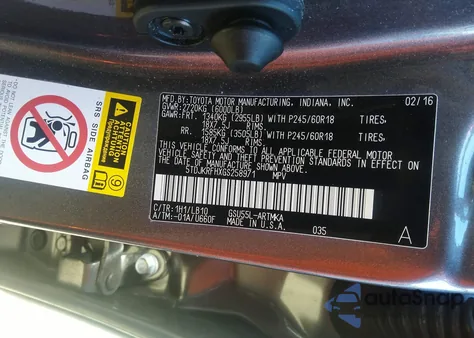 MFD. BY:TOYOTA MOTOR MANUFACTURING, INDIANA, INC. 02/16
GVWR:2720KG (6000LB)
GAWR:FRT. 1340KG (2955LB) WITH P245/60R18 TIRES,
18X7.5J RIMS,
RR. 1585KG (3505LB) WITH P245/60R18 TIRES,
18X7.5J RIMS,
THIS VEHICLE CONFORMS TO ALL APPLICABLE FEDERAL MOTOR
VEHICLE SAFETY AND THEFT PREVENTION STANDARDS IN
EFFECT ON THE DATE OF MANUFACTURE SHOWN ABOVE.
5TDJKRFHXGS258971 MPV
C/TR:1H1/LB10 GSU55L-ARTMKA
A/TM:-01A/U660F MADE IN U.S.A. 035 A
SRS SIDE AIRBAG
CAUTION
autoSnap